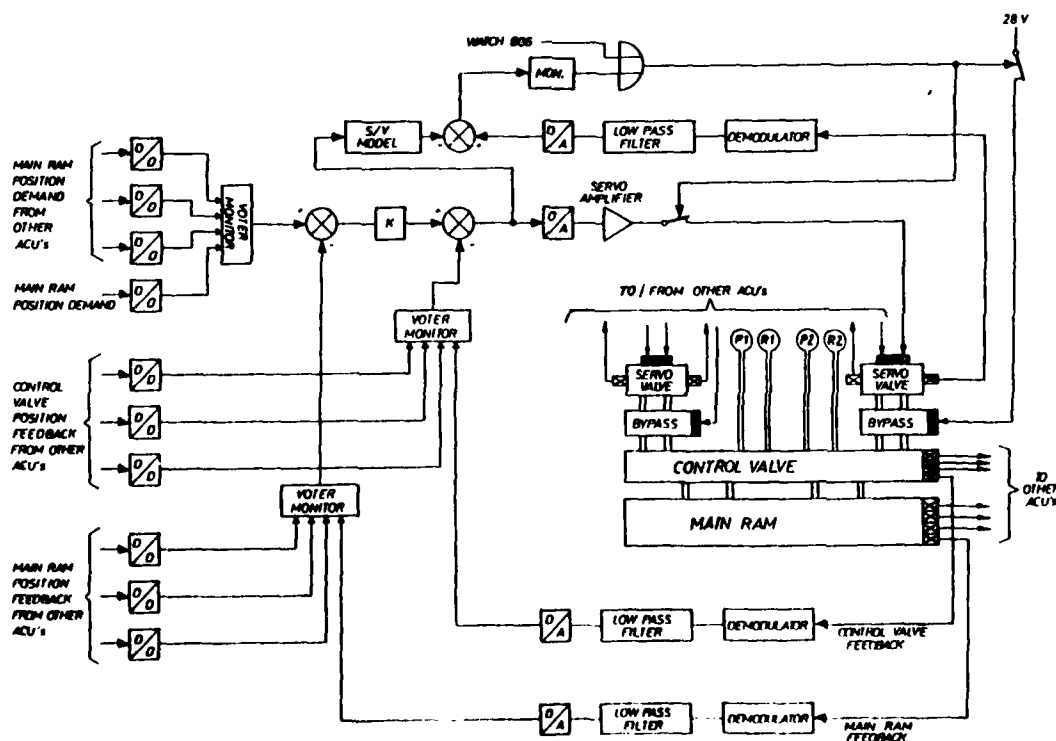 28 V
WATCH DOG
MON.
S/V
MODEL
D/A
LOW PASS
FILTER
DEMODULATOR
MAIN RAM
POSITION
DEMAND
FROM
OTHER
ACU's
D/D
D/D
D/D
VOTER
MONITOR
K
D/A
SERVO
AMPLIFIER
MAIN RAM
POSITION DEMAND
D/D
TO / FROM OTHER ACU's
VOTER
MONITOR
P1
R1
P2
R2
SERVO
VALVE
SERVO
VALVE
BYPASS
BYPASS
CONTROL
VALVE
POSITION
FEEDBACK
FROM OTHER
ACU's
D/D
D/D
D/D
CONTROL VALVE
MAIN RAM
TO
OTHER
ACU's
VOTER
MONITOR
MAIN RAM
POSITION
FEEDBACK
FROM OTHER
ACU's
D/D
D/D
D/D
D/A
LOW PASS
FILTER
DEMODULATOR
CONTROL VALVE
FEEDBACK
D/A
LOW PASS
FILTER
DEMODULATOR
MAIN RAM
FEEDBACK